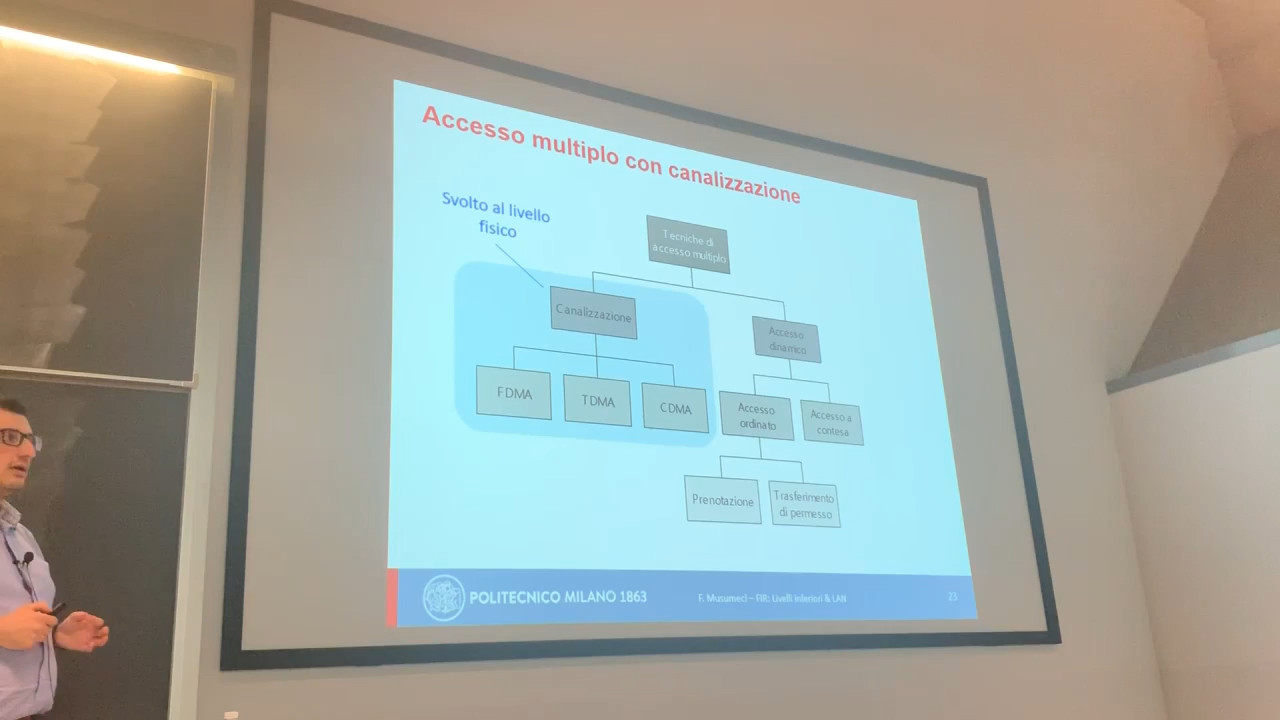 Accesso multiplo con canalizzazione
Svolto al livello
fisico
Tecniche di
accesso multiplo
Canalizzazione
Accesso
dinamico
FDMA
TDMA
CDMA
Accesso
ordinato
Accesso a
contesa
Prenotazione
Trasferimento
di permesso
POLITECNICO MILANO 1863
F. Musumeci – FIR: Livelli inferiori & LAN
23